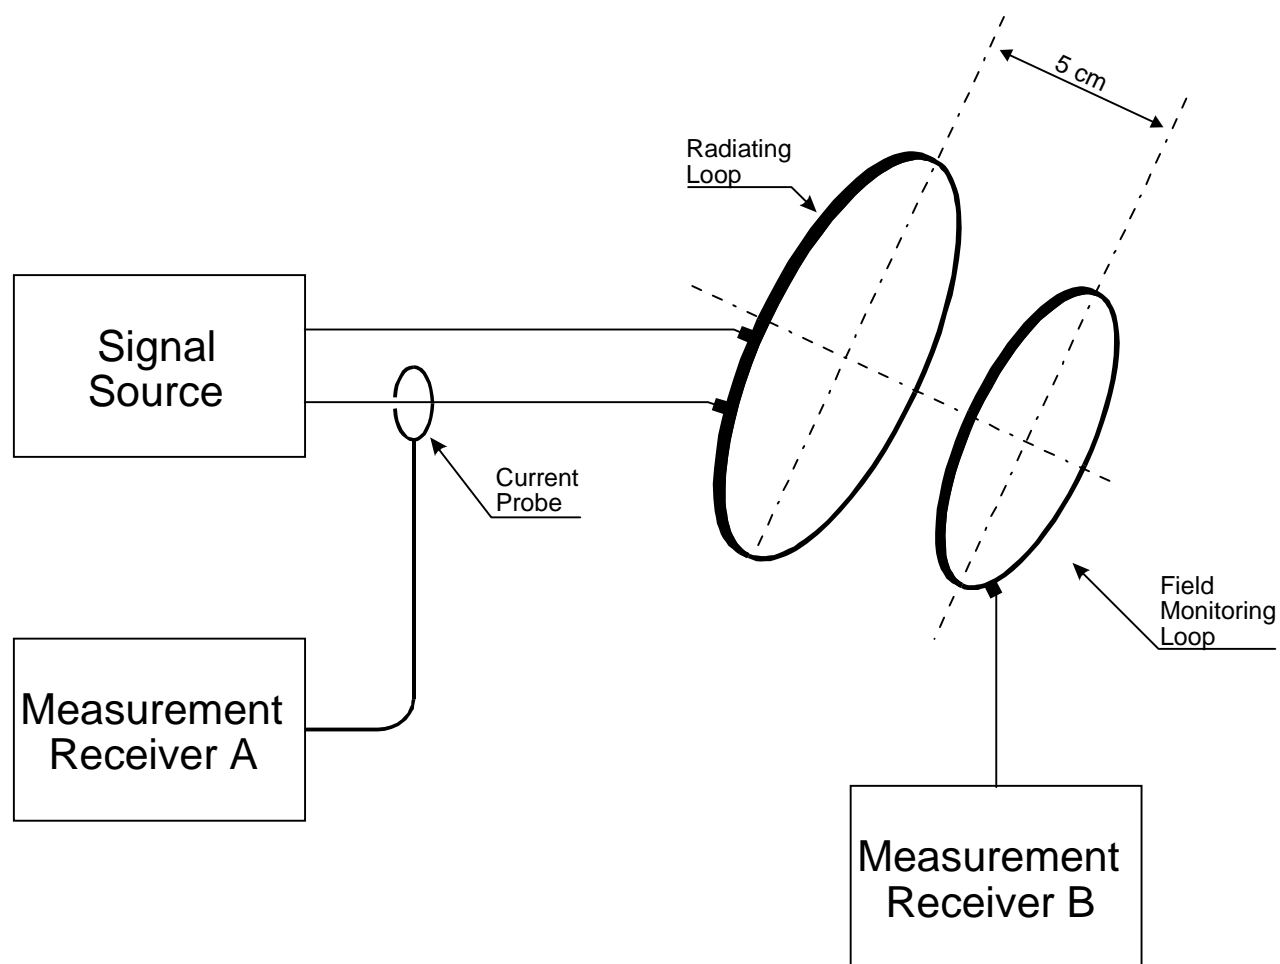 5 cm
Radiating
Loop
Signal
Source
Current
Probe
Field
Monitoring
Loop
Measurement
Receiver A
Measurement
Receiver B